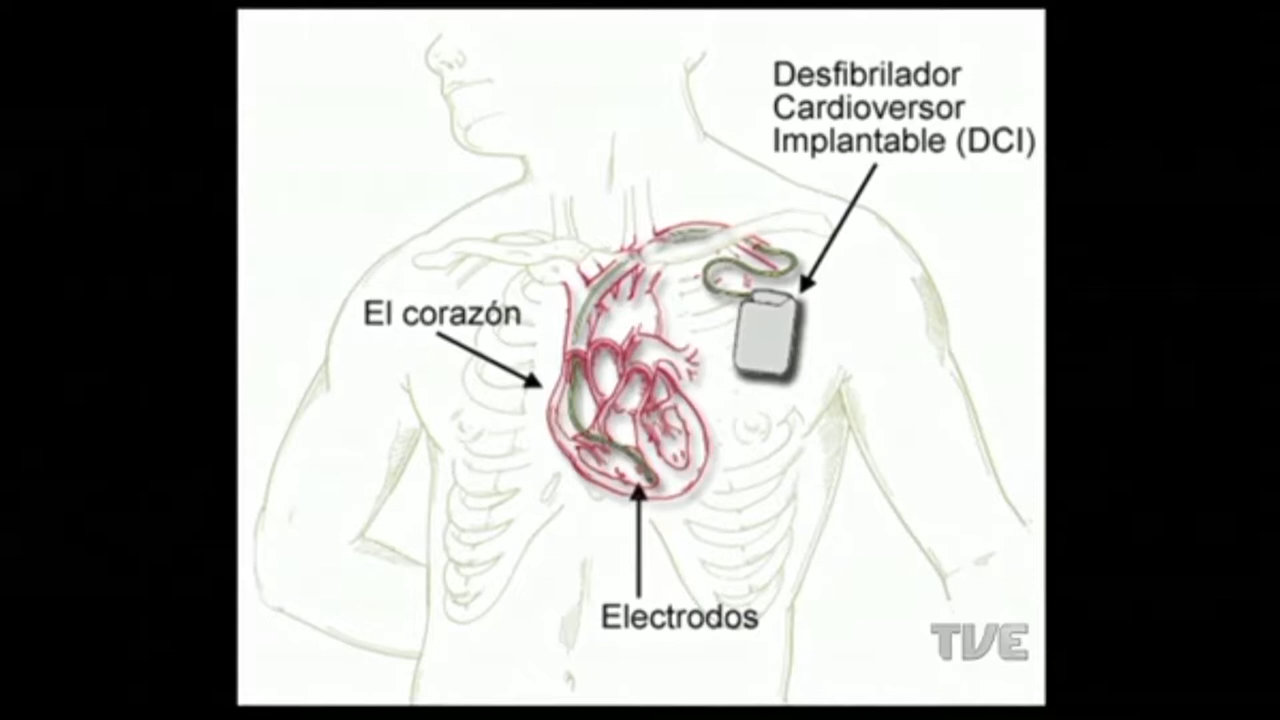 Desfibrilador
Cardioversor
Implantable (DCI)
El corazón
Electrodos
TVE